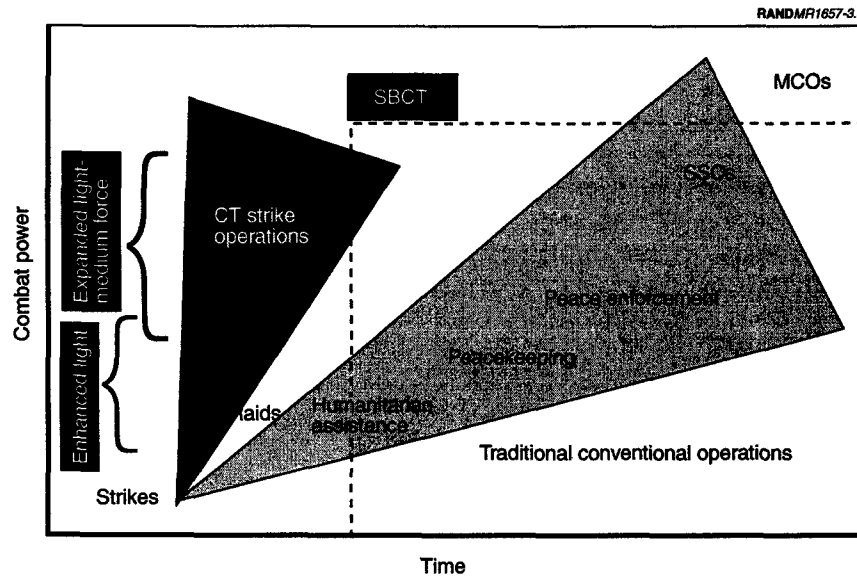 RANDMR1657-3.
MCOs
SBCT
SSCs
Expanded light-
medium force
CT strike
operations
Combat power
Peace enforcement
Peacekeeping
Enhanced light
aids
Humanitarian
assistance
Traditional conventional operations
Strikes
Time